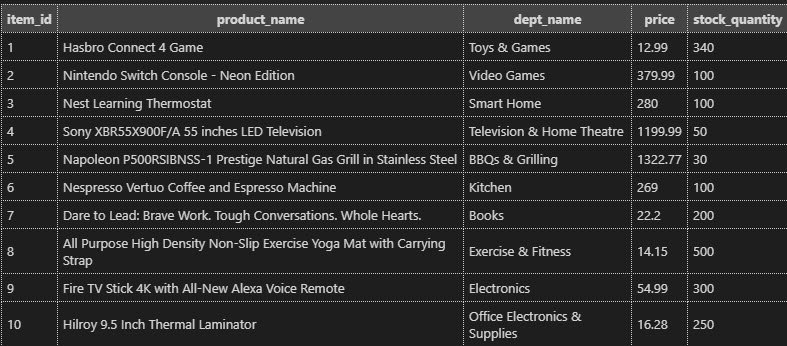 item_id product_name dept_name price stock_quantity
1 Hasbro Connect 4 Game Toys & Games 12.99 340
2 Nintendo Switch Console - Neon Edition Video Games 379.99 100
3 Nest Learning Thermostat Smart Home 280 100
4 Sony XBR55X900F/A 55 inches LED Television Television & Home Theatre 1199.99 50
5 Napoleon P500RSIBNSS-1 Prestige Natural Gas Grill in Stainless Steel BBQs & Grilling 1322.77 30
6 Nespresso Vertuo Coffee and Espresso Machine Kitchen 269 100
7 Dare to Lead: Brave Work. Tough Conversations. Whole Hearts. Books 22.2 200
8 All Purpose High Density Non-Slip Exercise Yoga Mat with Carrying
Strap Exercise & Fitness 14.15 500
9 Fire TV Stick 4K with All-New Alexa Voice Remote Electronics 54.99 300
10 Hilroy 9.5 Inch Thermal Laminator Office Electronics &
Supplies 16.28 250